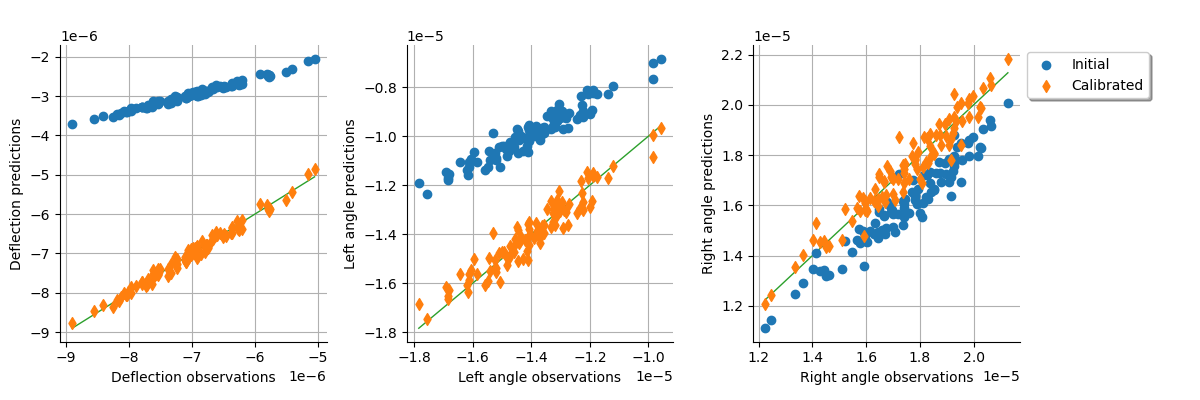 1e−6
−2
−3
−4
−5
−6
−7
−8
−9
−9
−8
−7
−6
−5
Deflection predictions
Deflection observations
1e−6
1e−5
−0.8
−1.0
−1.2
−1.4
−1.6
−1.8
−1.8
−1.6
−1.4
−1.2
−1.0
Left angle predictions
Left angle observations
1e−5
1e−5
2.2
2.0
1.8
1.6
1.4
1.2
1.2
1.4
1.6
1.8
2.0
Right angle predictions
Right angle observations
1e−5
Initial
Calibrated